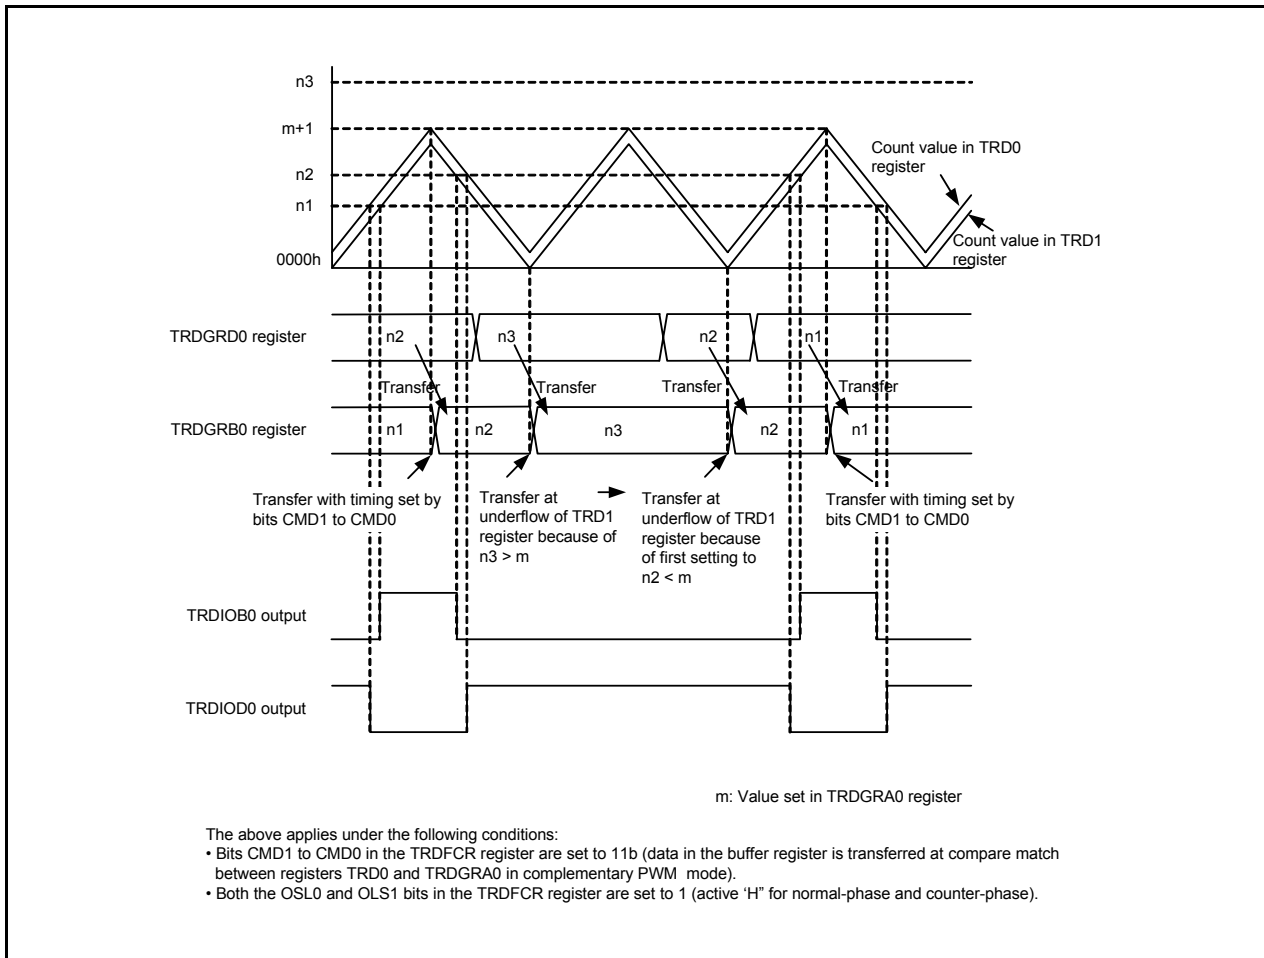 n3
m+1
n2
n1
0000h
Count value in TRD0
register
Count value in TRD1
register
TRDGRD0 register
n2
n3
n2
n1
Transfer
Transfer
Transfer
Transfer
TRDGRB0 register
n1
n2
n3
n2
n1
Transfer with timing set by
bits CMD1 to CMD0
Transfer at
underflow of TRD1
register because of
n3 > m
Transfer at
underflow of TRD1
register because
of first setting to
n2 < m
Transfer with timing set by
bits CMD1 to CMD0
TRDIOB0 output
TRDIOD0 output
m: Value set in TRDGRA0 register
The above applies under the following conditions:
• Bits CMD1 to CMD0 in the TRDFCR register are set to 11b (data in the buffer register is transferred at compare match
between registers TRD0 and TRDGRA0 in complementary PWM mode).
• Both the OSL0 and OLS1 bits in the TRDFCR register are set to 1 (active ‘H” for normal-phase and counter-phase).